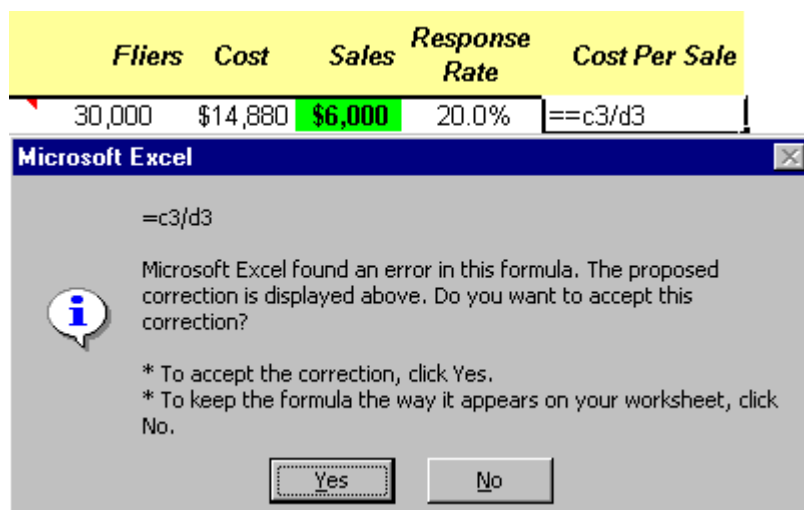 Fliers Cost Sales Response Rate Cost Per Sale
30,000 $14,880 $6,000 20.0% ==c3/d3
Microsoft Excel
=c3/d3
Microsoft Excel found an error in this formula. The proposed
correction is displayed above. Do you want to accept this
correction?
* To accept the correction, click Yes.
* To keep the formula the way it appears on your worksheet, click
No.
Yes No